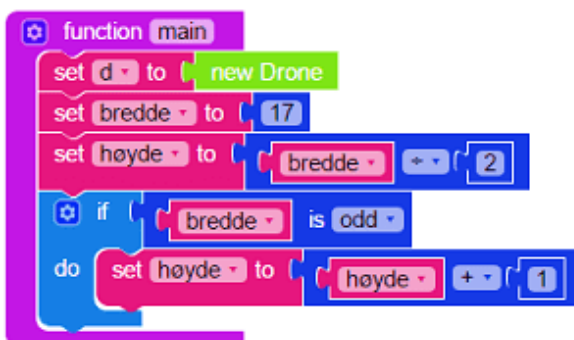 function main
set d to new Drone
set bredde to 17
set høyde to bredde ÷ 2
if bredde is odd
do set høyde to høyde + 1